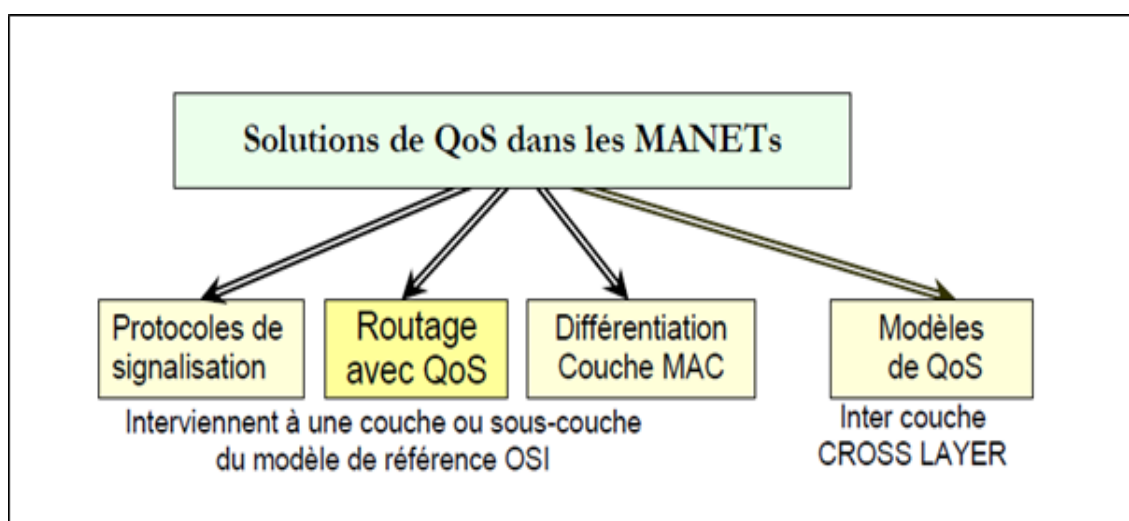 Solutions de QoS dans les MANETs
Protocoles de
signalisation
Routage
avec QoS
Différentiation
Couche MAC
Modèles
de QoS
Interviennent à une couche ou sous-couche
du modèle de référence OSI
Inter couche
CROSS LAYER